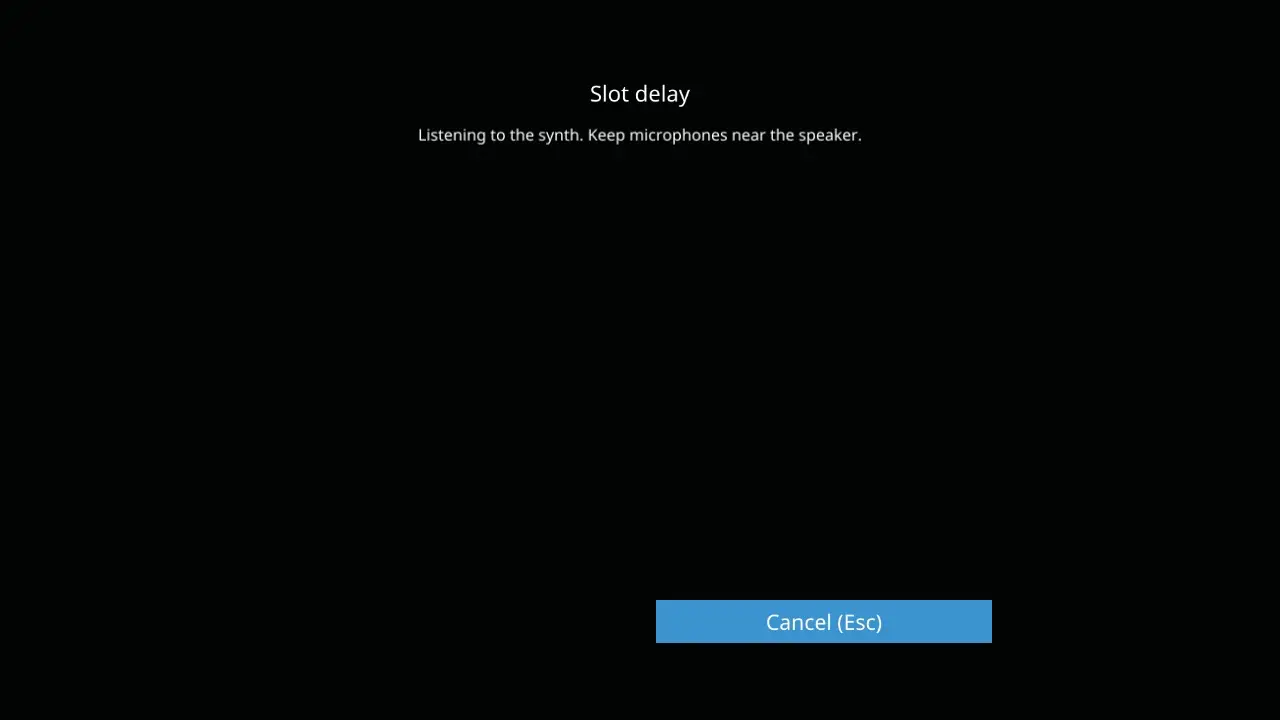 Slot delay
Listening to the synth. Keep microphones near the speaker.
Cancel (Esc)